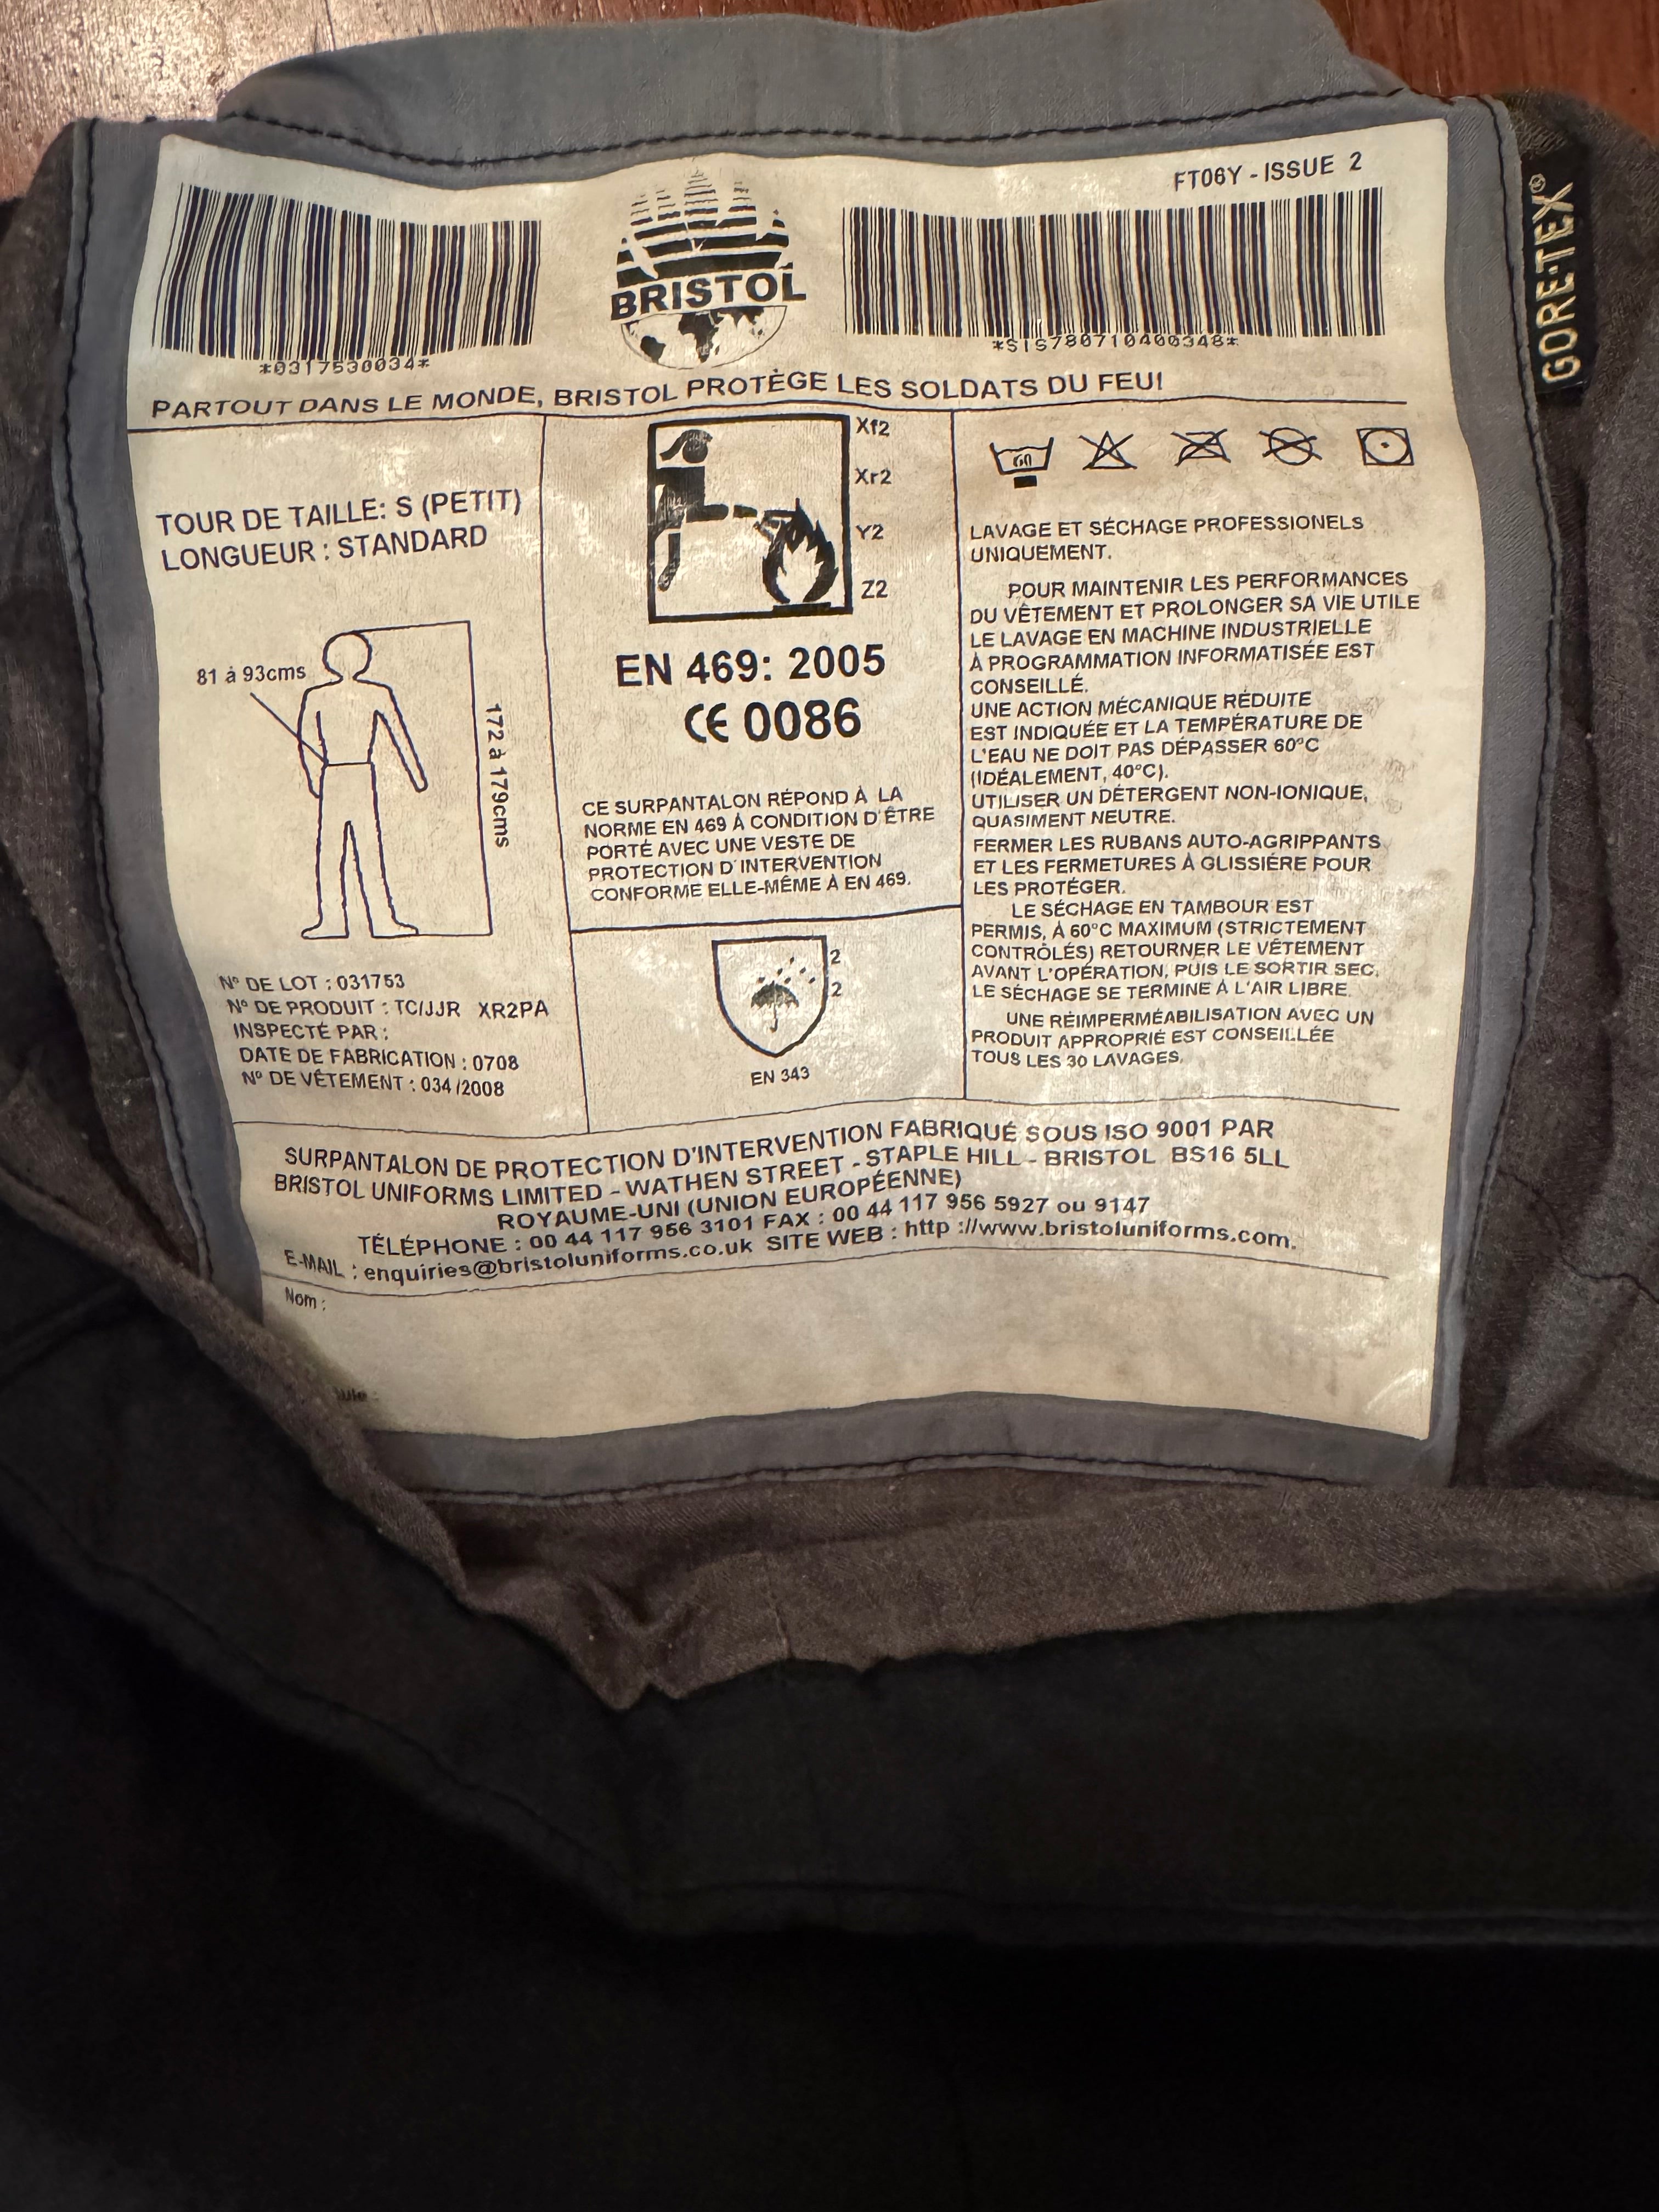 FT06Y - ISSUE 2
*0317530034*
BRISTOL
*SIS780710400348*
GORE-TEX®
PARTOUT DANS LE MONDE, BRISTOL PROTÈGE LES SOLDATS DU FEU!
TOUR DE TAILLE: S (PETIT)
LONGUEUR : STANDARD
81 à 93cms
172 à 179cms
N° DE LOT : 031753
N° DE PRODUIT : TC/JJR XR2PA
INSPECTÉ PAR :
DATE DE FABRICATION : 0708
N° DE VÊTEMENT : 034 /2008
Xf2
Xr2
Y2
Z2
EN 469: 2005
CE 0086
CE SURPANTALON RÉPOND À LA
NORME EN 469 À CONDITION D'ÊTRE
PORTÉ AVEC UNE VESTE DE
PROTECTION D'INTERVENTION
CONFORME ELLE-MÊME À EN 469.
2
2
EN 343
60
LAVAGE ET SÉCHAGE PROFESSIONELS
UNIQUEMENT.
POUR MAINTENIR LES PERFORMANCES
DU VÊTEMENT ET PROLONGER SA VIE UTILE
LE LAVAGE EN MACHINE INDUSTRIELLE
À PROGRAMMATION INFORMATISÉE EST
CONSEILLÉ.
UNE ACTION MÉCANIQUE RÉDUITE
EST INDIQUÉE ET LA TEMPÉRATURE DE
L'EAU NE DOIT PAS DÉPASSER 60°C
(IDÉALEMENT, 40°C).
UTILISER UN DÉTERGENT NON-IONIQUE,
QUASIMENT NEUTRE.
FERMER LES RUBANS AUTO-AGRIPPANTS
ET LES FERMETURES À GLISSIÉRE POUR
LES PROTÉGER.
LE SÉCHAGE EN TAMBOUR EST
PERMIS, À 60°C MAXIMUM (STRICTEMENT
CONTRÔLÉS) RETOURNER LE VÊTEMENT
AVANT L'OPÉRATION, PUIS LE SORTIR SEC,
LE SÉCHAGE SE TERMINE À L'AIR LIBRE.
UNE RÉIMPERMÉABILISATION AVEC UN
PRODUIT APPROPRIÉ EST CONSEILLÉE
TOUS LES 30 LAVAGES.
SURPANTALON DE PROTECTION D'INTERVENTION FABRIQUÉ SOUS ISO 9001 PAR
BRISTOL UNIFORMS LIMITED - WATHEN STREET - STAPLE HILL - BRISTOL BS16 5LL
ROYAUME-UNI (UNION EUROPÉENNE)
TÉLÉPHONE : 00 44 117 956 3101 FAX : 00 44 117 956 5927 ou 9147
E-MAIL : enquiries@bristoluniforms.co.uk SITE WEB : http ://www.bristoluniforms.com.
Nom :